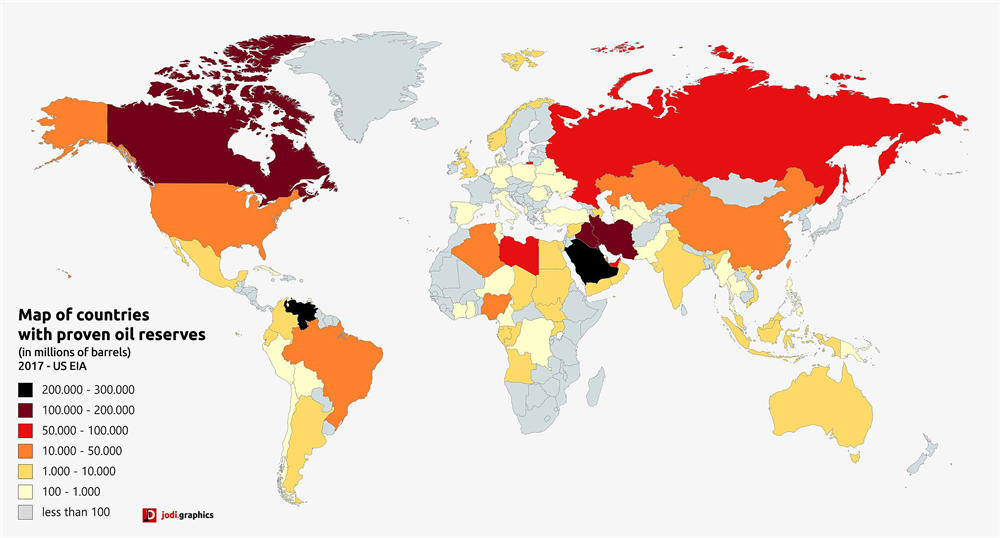 Map of countries
with proven oil reserves
(in millions of barrels)
2017 - US EIA
200.000 - 300.000
100.000 - 200.000
50.000 - 100.000
10.000 - 50.000
1.000 - 10.000
100 - 1.000
less than 100
jodi.graphics